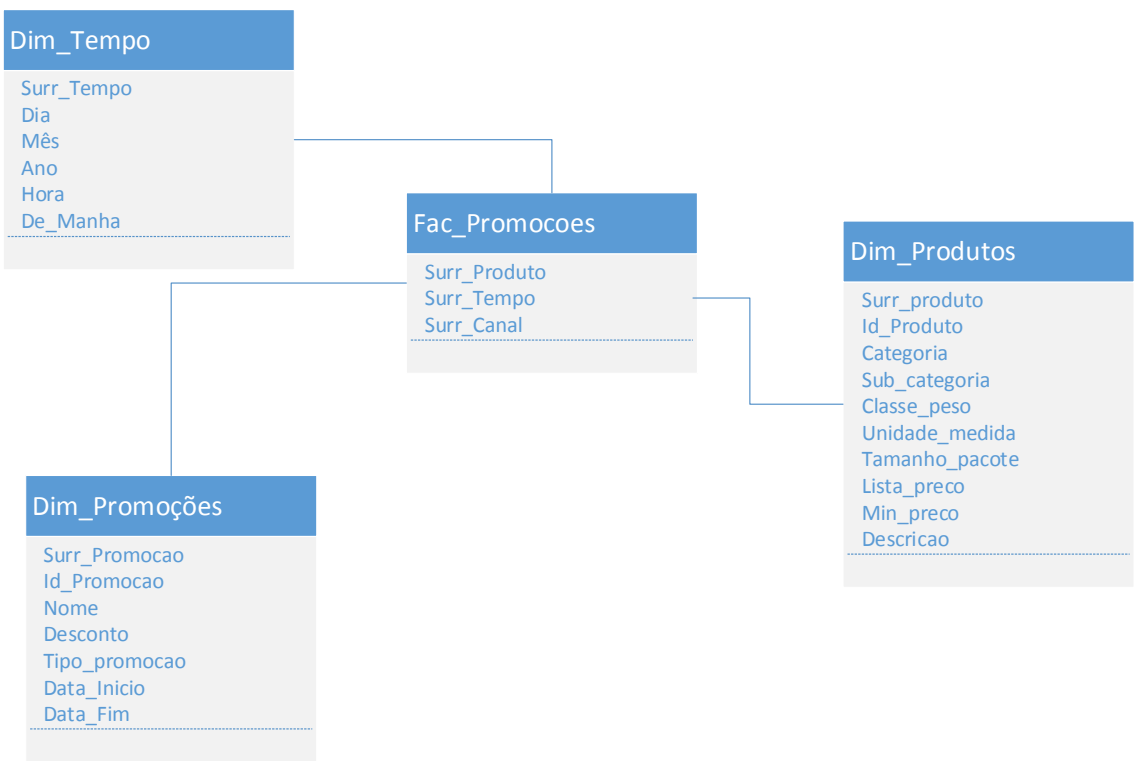 Dim_Tempo
Surr_Tempo
Dia
Mês
Ano
Hora
De_Manha
Fac_Promocoes
Surr_Produto
Surr_Tempo
Surr_Canal
Dim_Produtos
Surr_produto
Id_Produto
Categoria
Sub_categoria
Classe_peso
Unidade_medida
Tamanho_pacote
Lista_preco
Min_preco
Descricao
Dim_Promoções
Surr_Promocao
Id_Promocao
Nome
Desconto
Tipo_promocao
Data_Inicio
Data_Fim